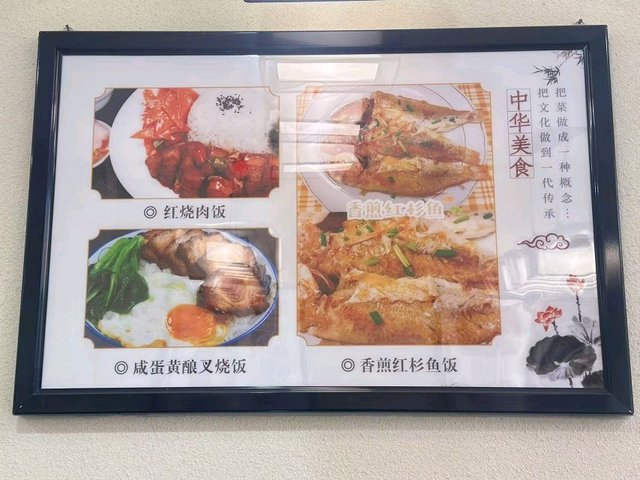 把菜做成一种概念…
把文化做到一代传承
中华美食
◎ 红烧肉饭
香煎红杉鱼
◎ 咸蛋黄酿叉烧饭
◎ 香煎红杉鱼饭